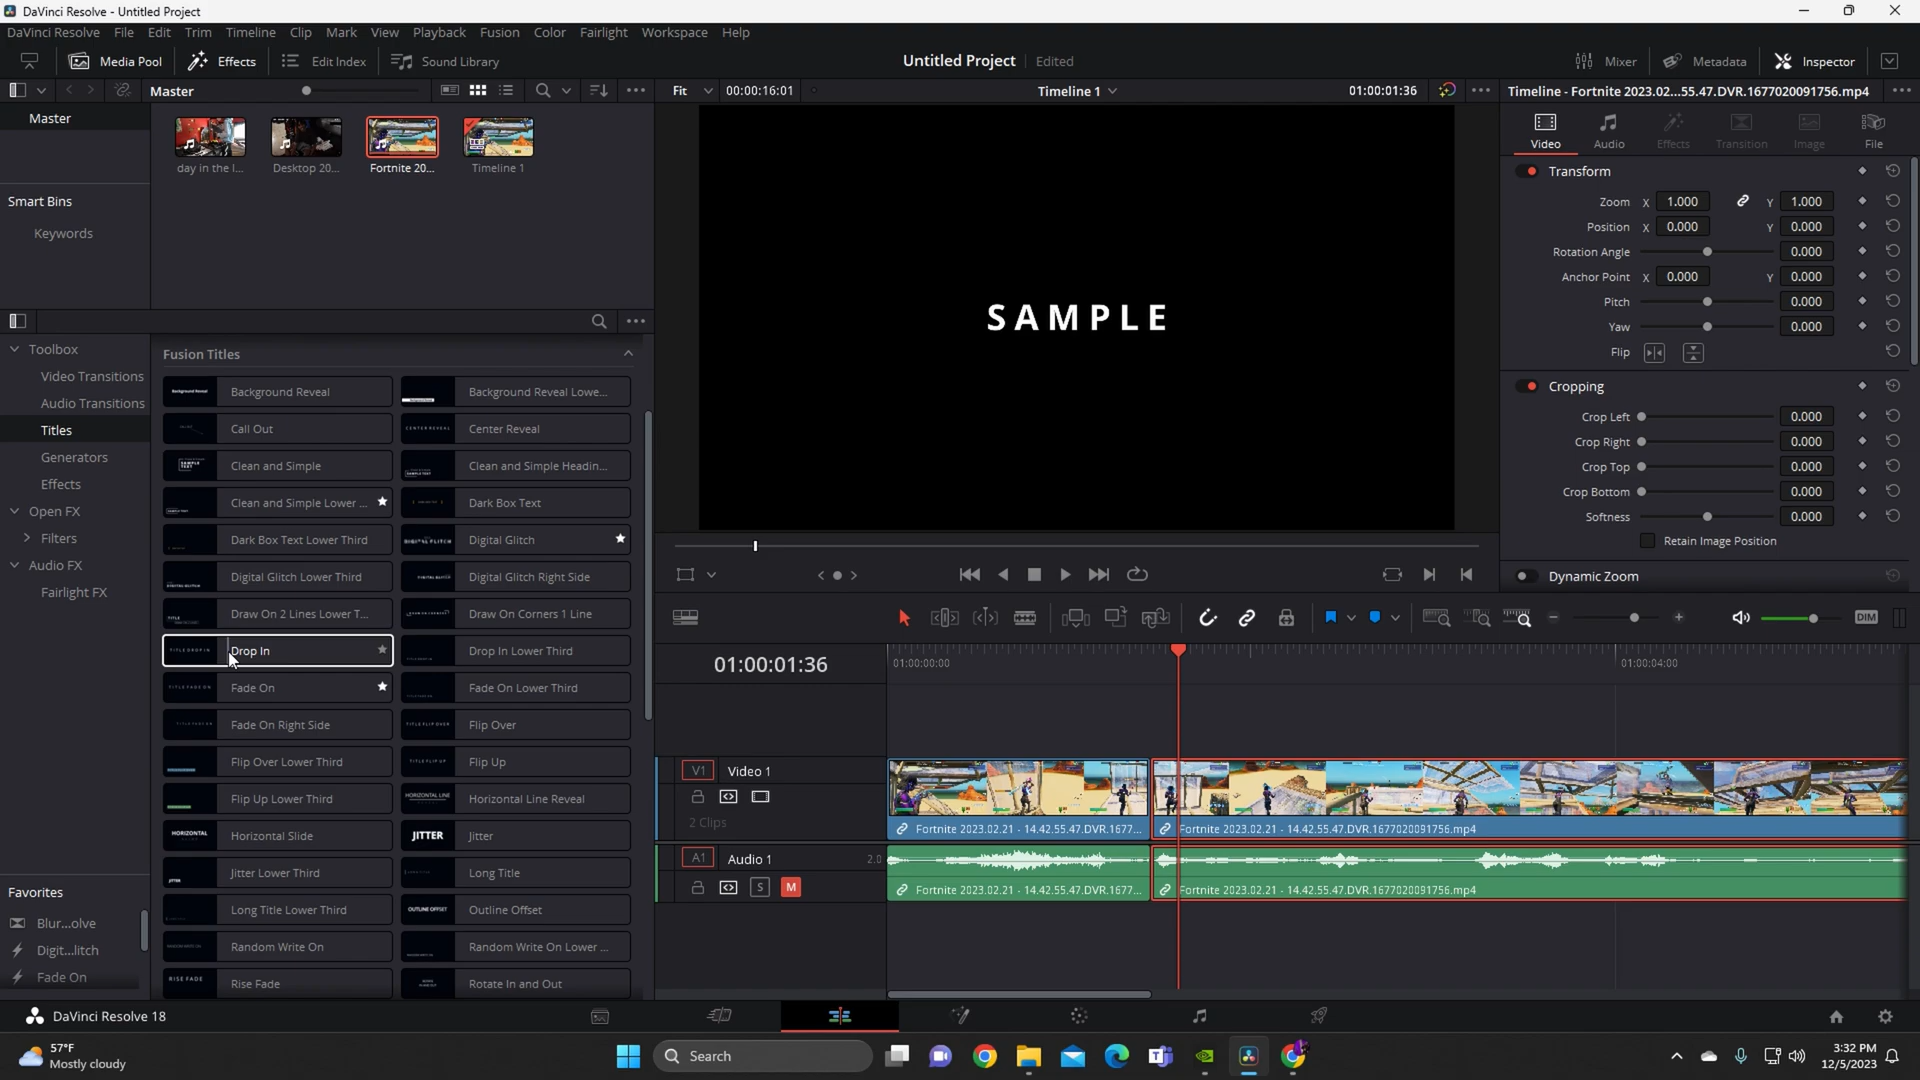 DaVinci Resolve - Untitled Project
DaVinci Resolve File Edit Trim Timeline Clip Mark View Playback Fusion Color Fairlight Workspace Help
Media Pool Effects Edit Index Sound Library Untitled Project Edited Mixer Metadata Inspector
Master Fit 00:00:16:01 Timeline 1 01:00:01:36 Timeline - Fortnite 2023.02...55.47.DVR.1677020091756.mp4
Master
day in the l... Desktop 20... Fortnite 20... Timeline 1
Smart Bins
Keywords
Video Audio Effects Transition Image File
Transform
Zoom X 1.000 Y 1.000
Position X 0.000 Y 0.000
Rotation Angle 0.000
Anchor Point X 0.000 Y 0.000
Pitch 0.000
Yaw 0.000
Flip
Cropping
Crop Left 0.000
Crop Right 0.000
Crop Top 0.000
Crop Bottom 0.000
Softness 0.000
Retain Image Position
Dynamic Zoom
SAMPLE
Toolbox
Video Transitions
Audio Transitions
Titles
Generators
Effects
Open FX
Filters
Audio FX
Fairlight FX
Favorites
Blur...olve
Digit...litch
Fade On
Fusion Titles
Background Reveal Background Reveal Lowe...
Call Out Center Reveal
Clean and Simple Clean and Simple Headin...
Clean and Simple Lower ... Dark Box Text
Dark Box Text Lower Third Digital Glitch
Digital Glitch Lower Third Digital Glitch Right Side
Draw On 2 Lines Lower T... Draw On Corners 1 Line
Drop In Drop In Lower Third
Fade On Fade On Lower Third
Fade On Right Side Flip Over
Flip Over Lower Third Flip Up
Flip Up Lower Third Horizontal Line Reveal
HORIZONTAL Horizontal Slide JITTER Jitter
Jitter Lower Third Long Title
Long Title Lower Third OUTLINE OFFSET Outline Offset
Random Write On Random Write On Lower ...
RISE FADE Rise Fade Rotate In and Out
DIM
01:00:01:36 01:00:00:00 01:00:04:00
V1 Video 1
2 Clips
Fortnite 2023.02.21 - 14.42.55.47.DVR.1677... Fortnite 2023.02.21 - 14.42.55.47.DVR.1677020091756.mp4
A1 Audio 1 2.0
S M
Fortnite 2023.02.21 - 14.42.55.47.DVR.1677... Fortnite 2023.02.21 - 14.42.55.47.DVR.1677020091756.mp4
DaVinci Resolve 18
57°F
Mostly cloudy
Search
3:32 PM
12/5/2023